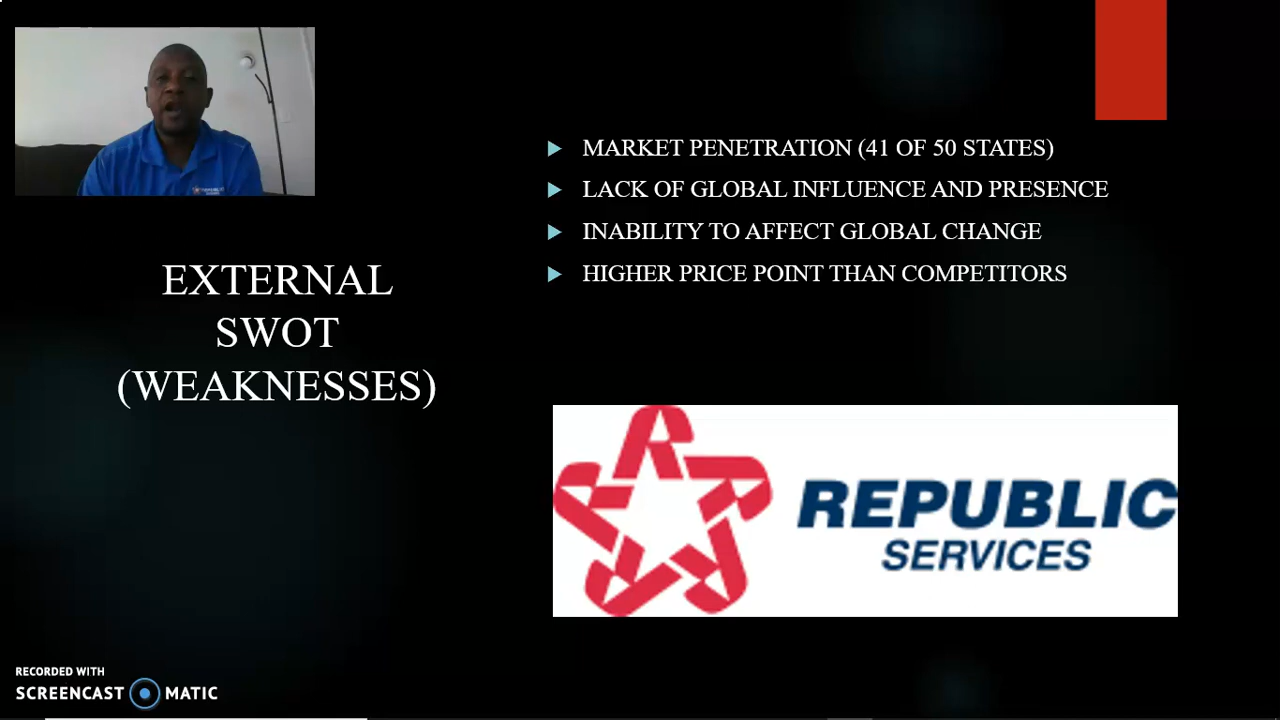 REPUBLIC
MARKET PENETRATION (41 OF 50 STATES)
LACK OF GLOBAL INFLUENCE AND PRESENCE
INABILITY TO AFFECT GLOBAL CHANGE
HIGHER PRICE POINT THAN COMPETITORS
EXTERNAL
SWOT
(WEAKNESSES)
REPUBLIC
SERVICES
RECORDED WITH
SCREENCAST MATIC